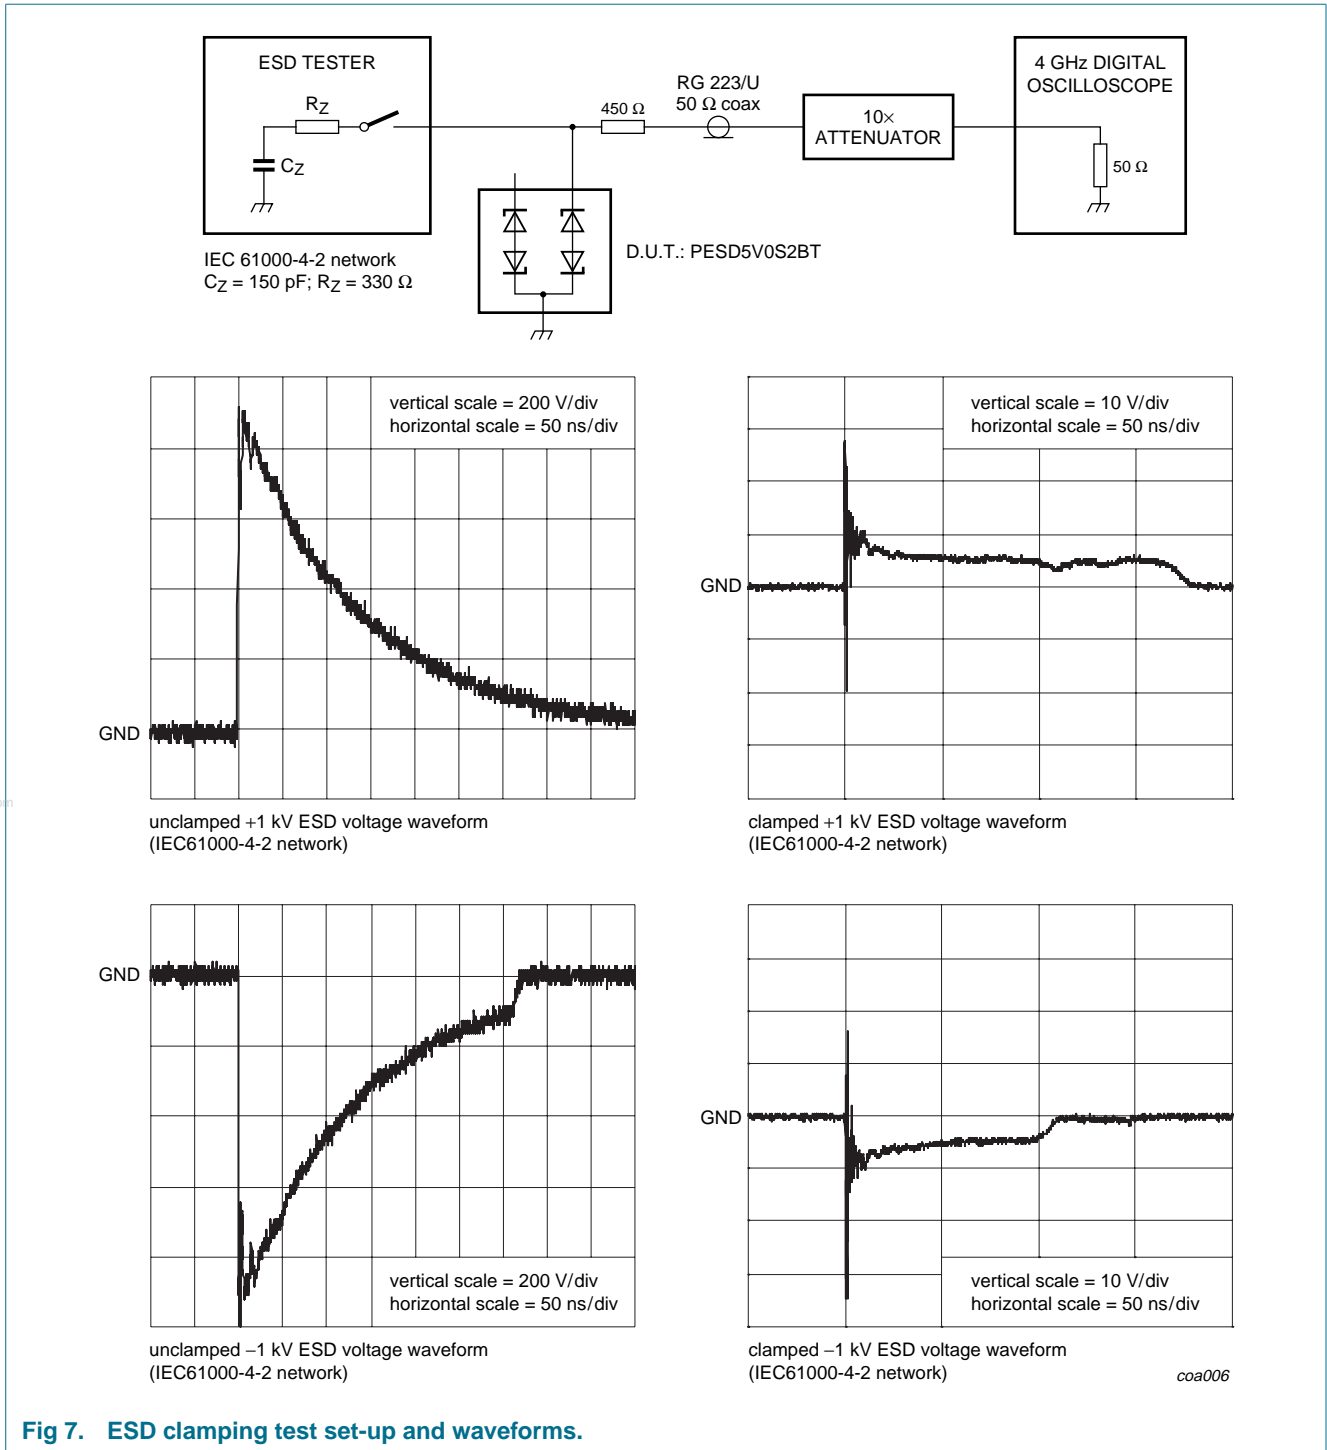 ESD TESTER
RZ
CZ
IEC 61000-4-2 network
CZ = 150 pF; RZ = 330 Ω
450 Ω
RG 223/U
50 Ω coax
10×
ATTENUATOR
4 GHz DIGITAL
OSCILLOSCOPE
50 Ω
D.U.T.: PESD5V0S2BT
vertical scale = 200 V/div
horizontal scale = 50 ns/div
GND
unclamped +1 kV ESD voltage waveform
(IEC61000-4-2 network)
vertical scale = 10 V/div
horizontal scale = 50 ns/div
GND
clamped +1 kV ESD voltage waveform
(IEC61000-4-2 network)
GND
vertical scale = 200 V/div
horizontal scale = 50 ns/div
unclamped −1 kV ESD voltage waveform
(IEC61000-4-2 network)
GND
vertical scale = 10 V/div
horizontal scale = 50 ns/div
clamped −1 kV ESD voltage waveform
(IEC61000-4-2 network)
coa006
Fig 7. ESD clamping test set-up and waveforms.